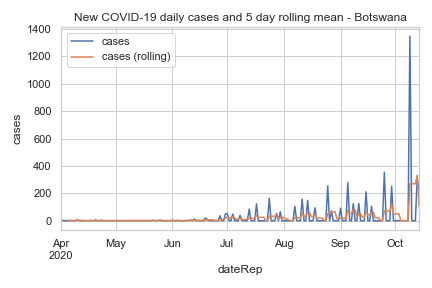 New COVID-19 daily cases and 5 day rolling mean - Botswana
cases
cases (rolling)
1400
1200
1000
800
600
400
200
0
cases
Apr
2020
May
Jun
Jul
Aug
Sep
Oct
dateRep